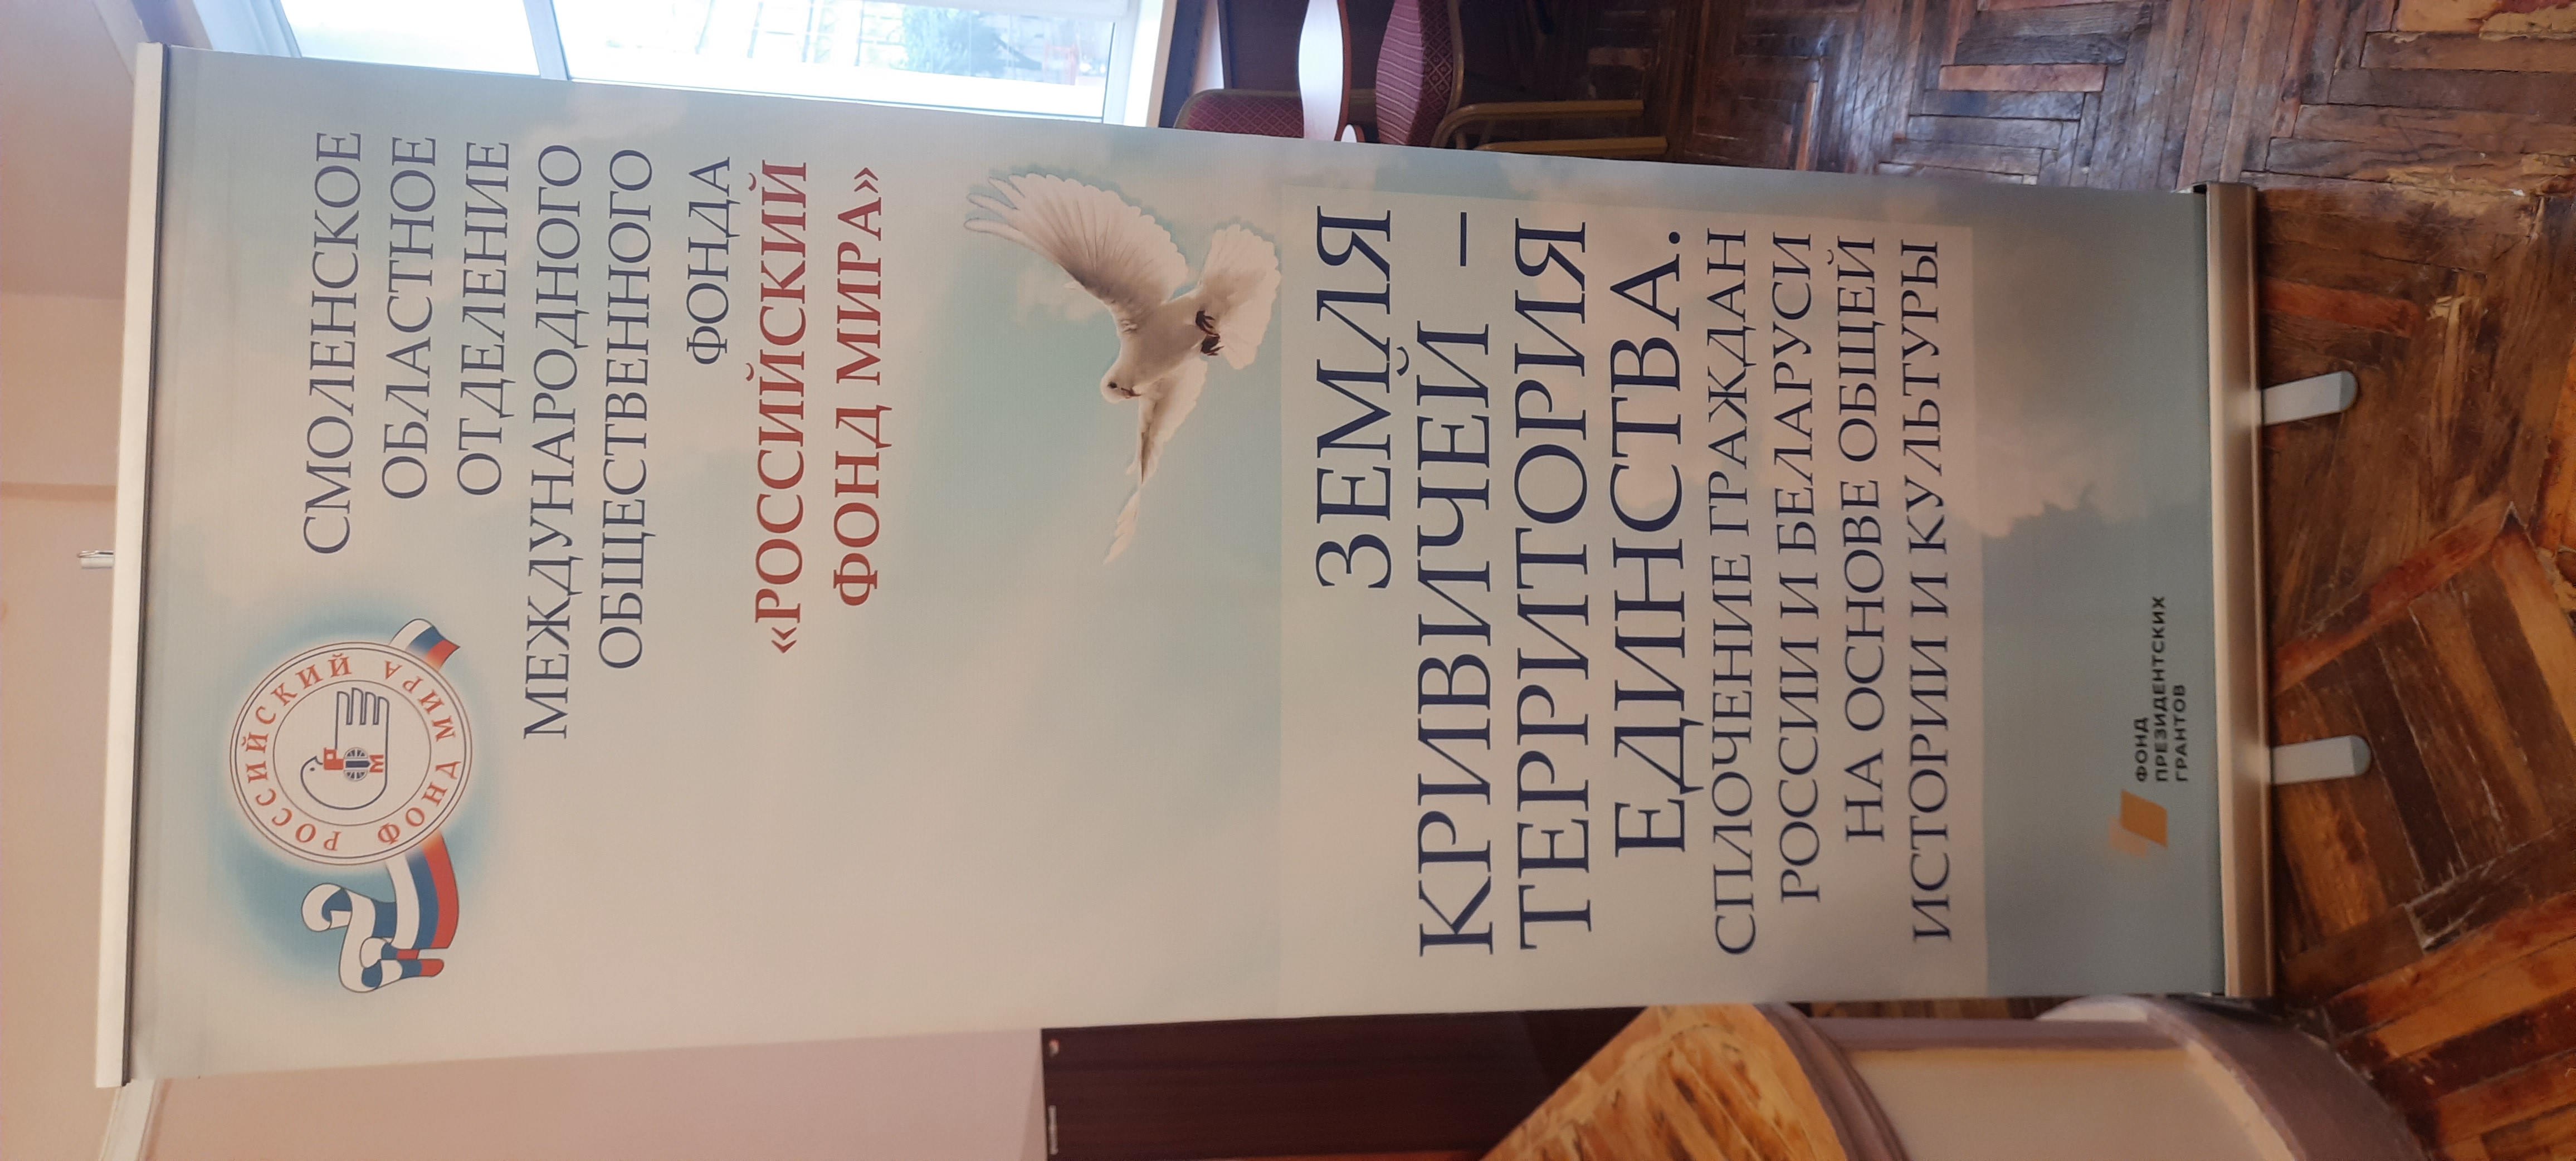 РОССИЙСКИЙ
ФОНД МИРА
РФМ
СМОЛЕНСКОЕ
ОБЛАСТНОЕ
ОТДЕЛЕНИЕ
МЕЖДУНАРОДНОГО
ОБЩЕСТВЕННОГО
ФОНДА
«РОССИЙСКИЙ
ФОНД МИРА»
ЗЕМЛЯ
КРИВИЧЕЙ –
ТЕРРИТОРИЯ
ЕДИНСТВА.
СПЛОЧЕНИЕ ГРАЖДАН
РОССИИ И БЕЛАРУСИ
НА ОСНОВЕ ОБЩЕЙ
ИСТОРИИ И КУЛЬТУРЫ
ФОНД
ПРЕЗИДЕНТСКИХ
ГРАНТОВ